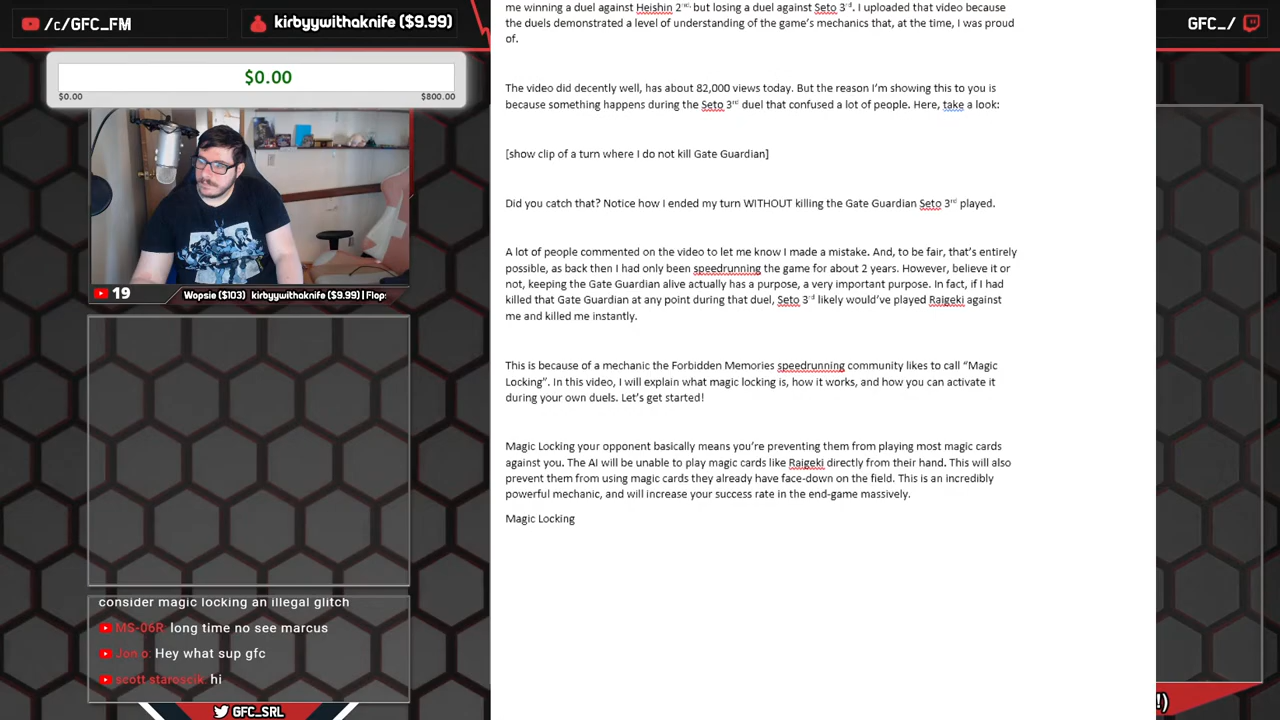 /c/GFC_FM
kirbyywithaknife ($9.99)
GFC_/
$0.00
$0.00
$800.00
19
Wopsie ($103) kirbyywithaknife ($9.99) | Flop:
me winning a duel against Heishin 2nd, but losing a duel against Seto 3rd. I uploaded that video because
the duels demonstrated a level of understanding of the game's mechanics that, at the time, I was proud
of.
The video did decently well, has about 82,000 views today. But the reason I'm showing this to you is
because something happens during the Seto 3rd duel that confused a lot of people. Here, take a look:
[show clip of a turn where I do not kill Gate Guardian]
Did you catch that? Notice how I ended my turn WITHOUT killing the Gate Guardian Seto 3rd played.
A lot of people commented on the video to let me know I made a mistake. And, to be fair, that's entirely
possible, as back then I had only been speedrunning the game for about 2 years. However, believe it or
not, keeping the Gate Guardian alive actually has a purpose, a very important purpose. In fact, if I had
killed that Gate Guardian at any point during that duel, Seto 3rd likely would've played Raigeki against
me and killed me instantly.
This is because of a mechanic the Forbidden Memories speedrunning community likes to call “Magic
Locking”. In this video, I will explain what magic locking is, how it works, and how you can activate it
during your own duels. Let's get started!
Magic Locking your opponent basically means you're preventing them from playing most magic cards
against you. The AI will be unable to play magic cards like Raigeki directly from their hand. This will also
prevent them from using magic cards they already have face-down on the field. This is an incredibly
powerful mechanic, and will increase your success rate in the end-game massively.
Magic Locking
consider magic locking an illegal glitch
MS-06R: long time no see marcus
Jon o: Hey what sup gfc
scott staroscik: hi
GFC_SRL
!)